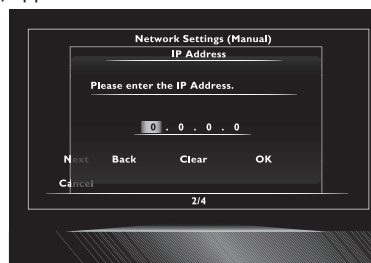 Network Settings (Manual)
IP Address
Please enter the IP Address.
0 . 0 . 0 . 0
Next Back Clear OK
Cancel
2/4